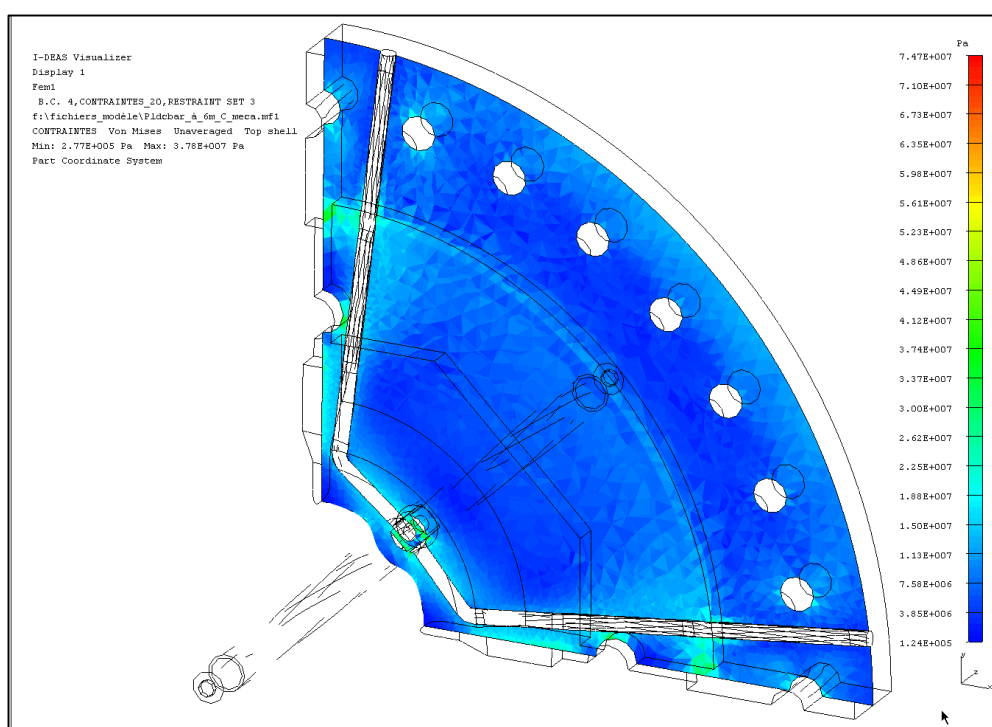 I-DEAS Visualizer
Display 1
Fem1
B.C. 4,CONTRAINTES_20,RESTRAINT SET 3
f:\fichiers_modèle\Pldcbar_à_6m_C_meca.mf1
CONTRAINTES Von Mises Unaveraged Top shell
Min: 2.77E+005 Pa Max: 3.78E+007 Pa
Part Coordinate System
Pa
7.47E+007
7.10E+007
6.73E+007
6.35E+007
5.98E+007
5.61E+007
5.23E+007
4.86E+007
4.49E+007
4.12E+007
3.74E+007
3.37E+007
3.00E+007
2.62E+007
2.25E+007
1.88E+007
1.50E+007
1.13E+007
7.58E+006
3.85E+006
1.24E+005
y
z
x